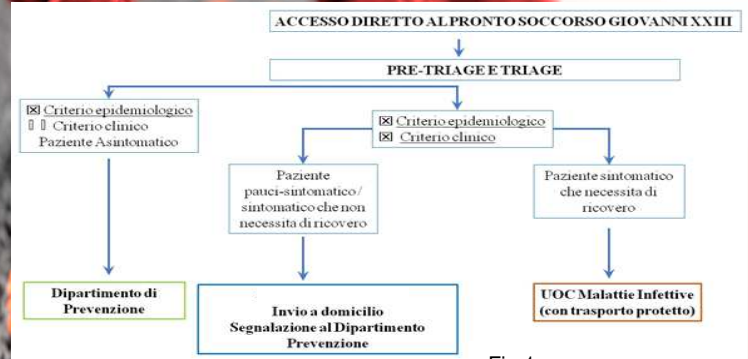 ACCESSO DIRETTO AL PRONTO SOCCORSO GIOVANNI XXIII
PRE-TRIAGE E TRIAGE
☒ Criterio epidemiologico
Criterio clinico
Paziente Asintomatico
☒ Criterio epidemiologico
☒ Criterio clinico
Paziente
pauci-sintomatico /
sintomatico che non
necessita di ricovero
Paziente sintomatico
che necessita di
ricovero
Dipartimento di
Prevenzione
Invio a domicilio
Segnalazione al Dipartimento
Prevenzione
UOC Malattie Infettive
(con trasporto protetto)